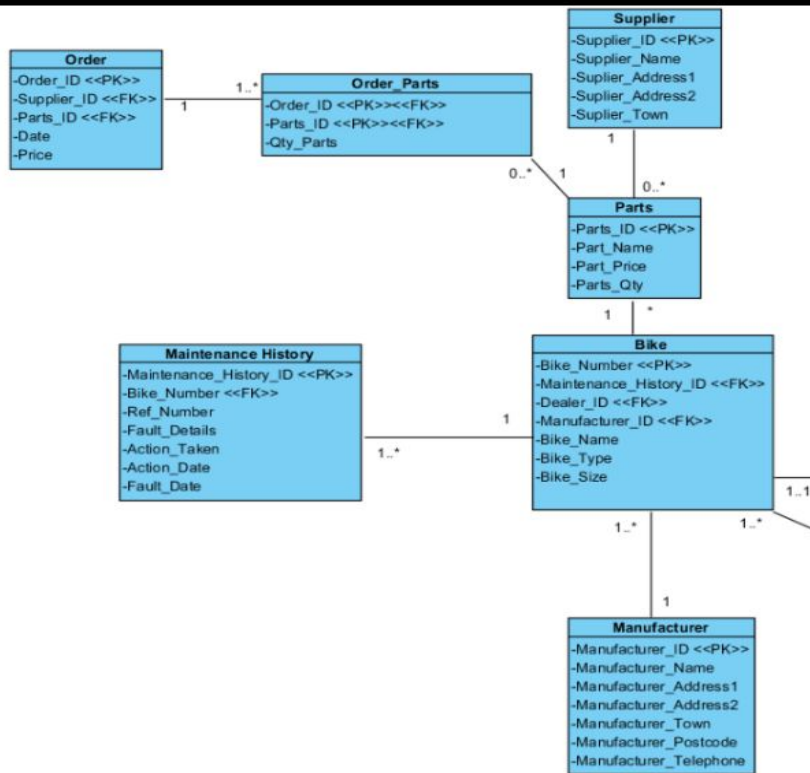 Supplier
-Supplier_ID <<PK>>
-Supplier_Name
-Suplier_Address1
-Suplier_Address2
-Suplier_Town
Order
-Order_ID <<PK>>
-Supplier_ID <<FK>>
-Parts_ID <<FK>>
-Date
-Price
1
1..*
Order_Parts
-Order_ID <<PK>><<FK>>
-Parts_ID <<PK>><<FK>>
-Qty_Parts
0..*
1
1
0..*
Parts
-Parts_ID <<PK>>
-Part_Name
-Part_Price
-Parts_Qty
1
*
Maintenance History
-Maintenance_History_ID <<PK>>
-Bike_Number <<FK>>
-Ref_Number
-Fault_Details
-Action_Taken
-Action_Date
-Fault_Date
1..*
1
Bike
-Bike_Number <<PK>>
-Maintenance_History_ID <<FK>>
-Dealer_ID <<FK>>
-Manufacturer_ID <<FK>>
-Bike_Name
-Bike_Type
-Bike_Size
1..1
1..*
1..*
1
Manufacturer
-Manufacturer_ID <<PK>>
-Manufacturer_Name
-Manufacturer_Address1
-Manufacturer_Address2
-Manufacturer_Town
-Manufacturer_Postcode
-Manufacturer_Telephone